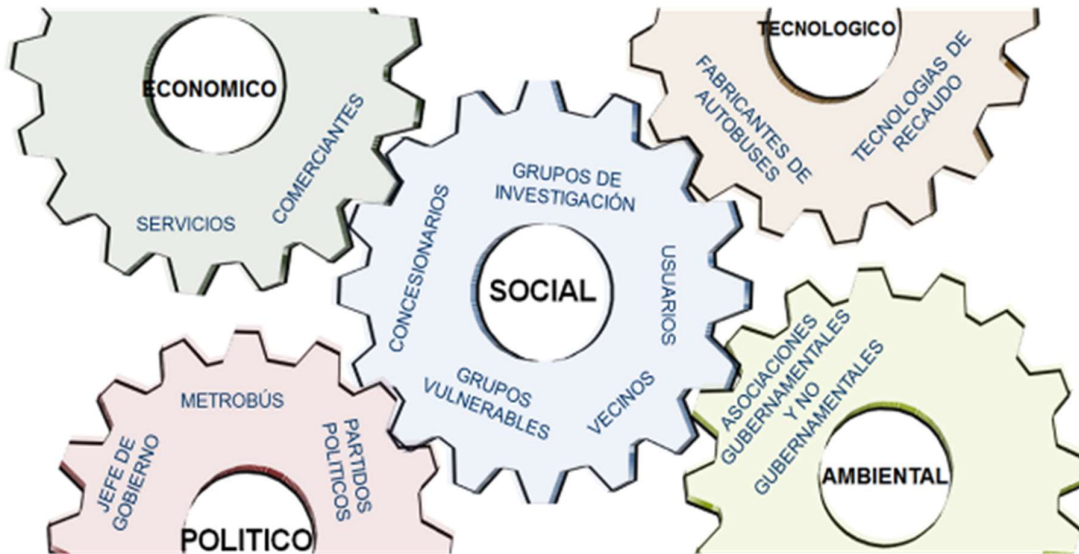 ECONOMICO
COMERCIANTES
SERVICIOS
TECNOLOGICO
FABRICANTES DE
AUTOBUSES
TECNOLOGIAS DE
RECAUDO
GRUPOS DE
INVESTIGACIÓN
CONCESIONARIOS
SOCIAL
USUARIOS
GRUPOS
VULNERABLES
VECINOS
METROBÚS
JEFE DE
GOBIERNO
PARTIDOS
POLITICOS
POLITICO
ASOCIACIONES
GUBERNAMENTALES
Y NO
GUBERNAMENTALES
AMBIENTAL